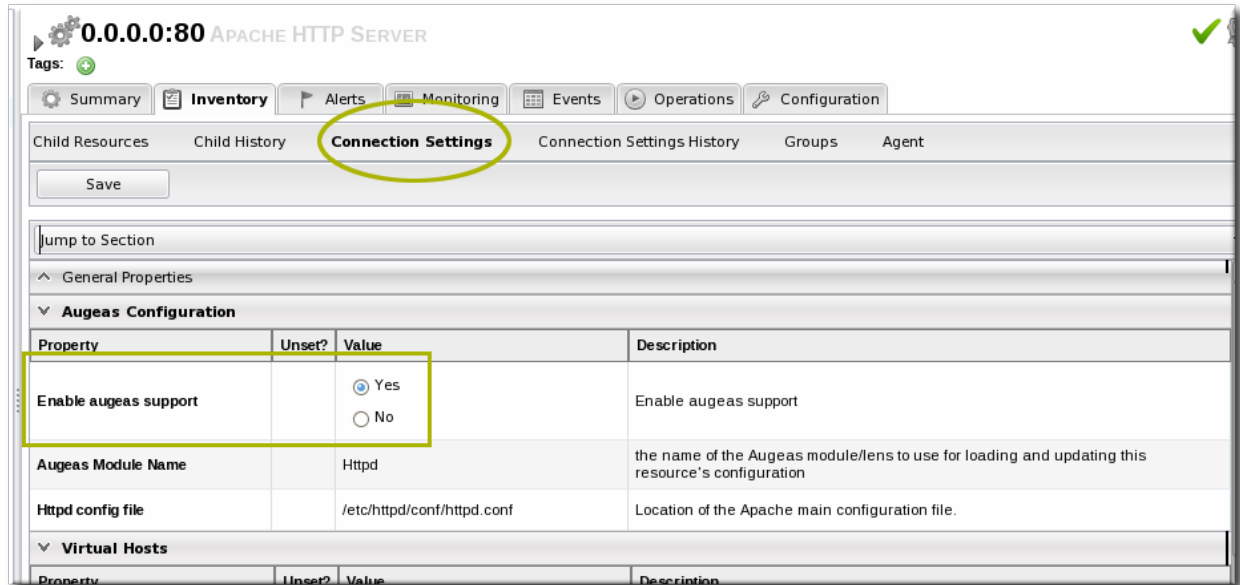 0.0.0.0:80 APACHE HTTP SERVER
Tags:
Summary Inventory Alerts Monitoring Events Operations Configuration
Child Resources Child History Connection Settings Connection Settings History Groups Agent
Save
Jump to Section
General Properties
Augeas Configuration
Property Unset? Value Description
Yes
Enable augeas support Enable augeas support
No
Augeas Module Name Httpd the name of the Augeas module/lens to use for loading and updating this
resource's configuration
Httpd config file /etc/httpd/conf/httpd.conf Location of the Apache main configuration file.
Virtual Hosts
Property Unset? Value Description